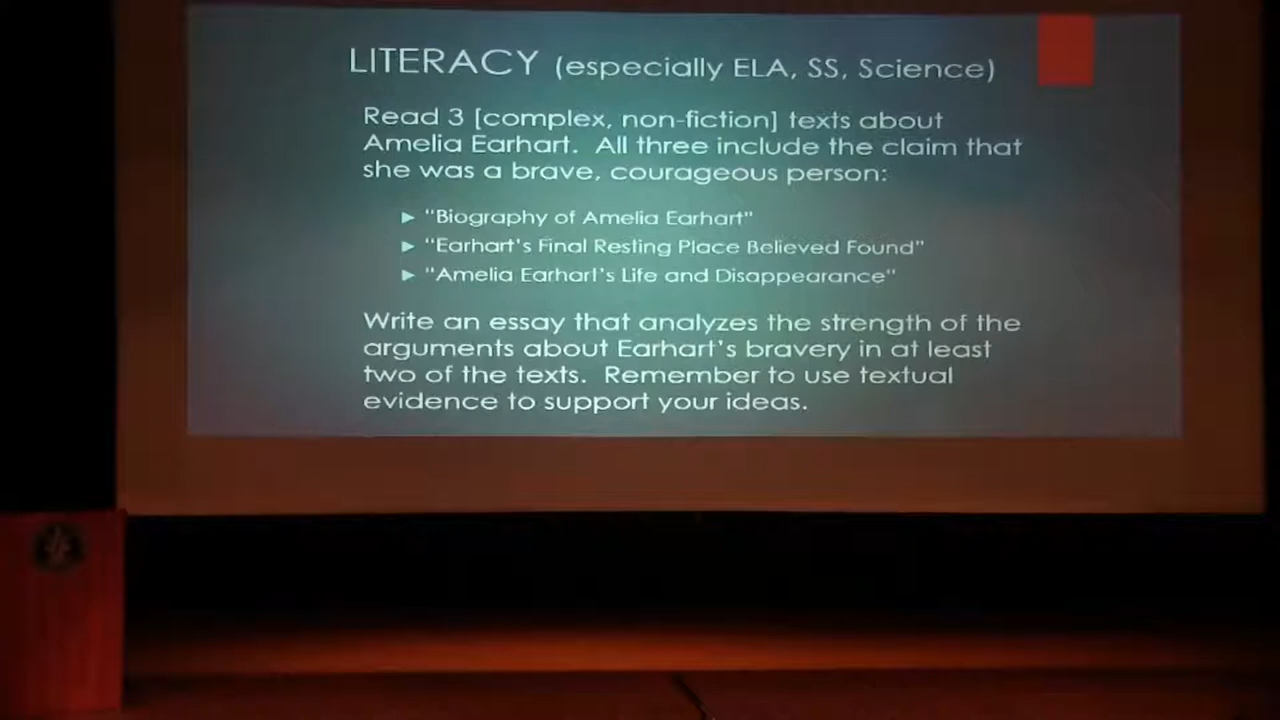 LITERACY (especially ELA, SS, Science)
Read 3 [complex, non-fiction] texts about
Amelia Earhart. All three include the claim that
she was a brave, courageous person:
► "Biography of Amelia Earhart"
► "Earhart's Final Resting Place Believed Found"
► "Amelia Earhart's Life and Disappearance"
Write an essay that analyzes the strength of the
arguments about Earhart's bravery in at least
two of the texts. Remember to use textual
evidence to support your ideas.